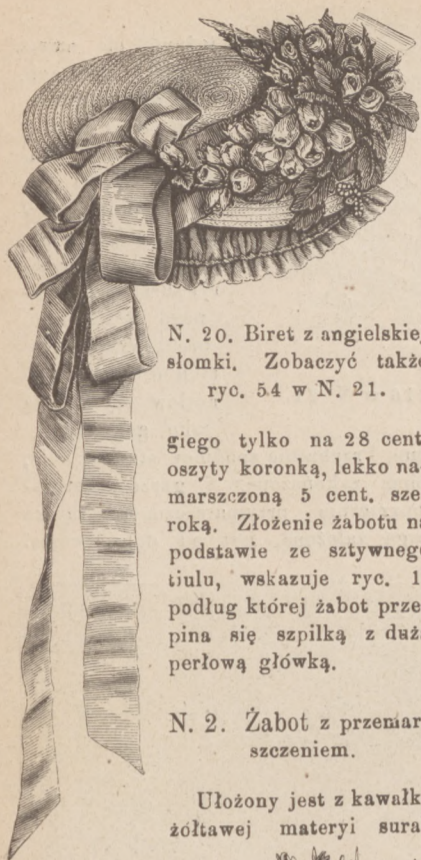 N. 20. Biret z angielskie
słomki. Zobaczyć także
ryc. 54 w N. 21.
giego tylko na 28 cent
oszyty koronką, lekko na
marszczoną 5 cent. sze
roką. Złożenie żabotu na
podstawie ze sztywnego
tiulu, wskazuje ryc. 1
podług której żabot prze
pina się szpilką z dużą
perłową główką.
N. 2. Żabot z przemar
szczeniem.
Ułożony jest z kawałk
żółtawej materyi sura